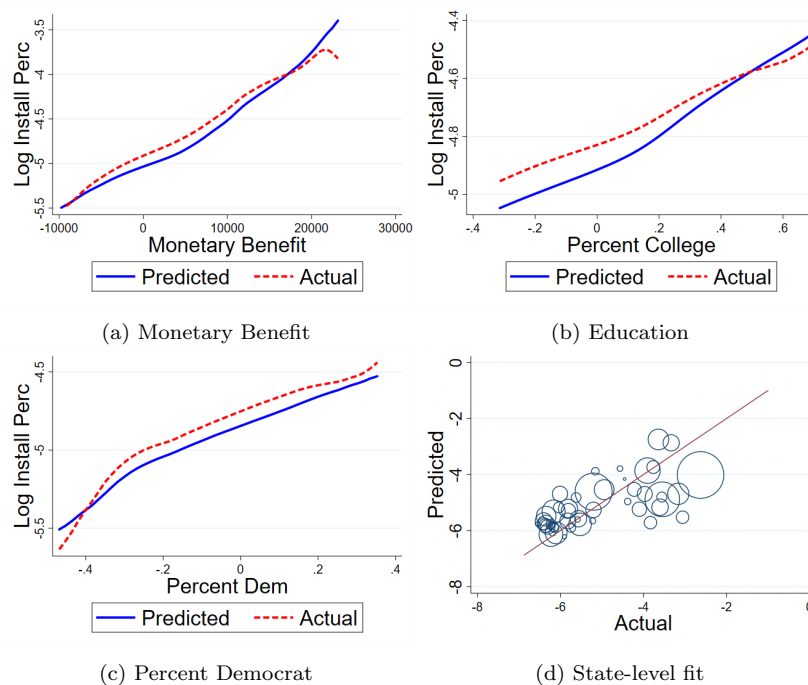 Log Install Perc
-3.5
-4
-4.5
-5
-5.5
-10000 0 10000 20000 30000
Monetary Benefit
Predicted Actual
(a) Monetary Benefit
Log Install Perc
-4.4
-4.6
-4.8
-5
-.4 -.2 0 .2 .4 .6
Percent College
Predicted Actual
(b) Education
Log Install Perc
-4.5
-5
-5.5
-.4 -.2 0 .2 .4
Percent Dem
Predicted Actual
(c) Percent Democrat
Predicted
0
-2
-4
-6
-8
-8 -6 -4 -2 0
Actual
(d) State-level fit